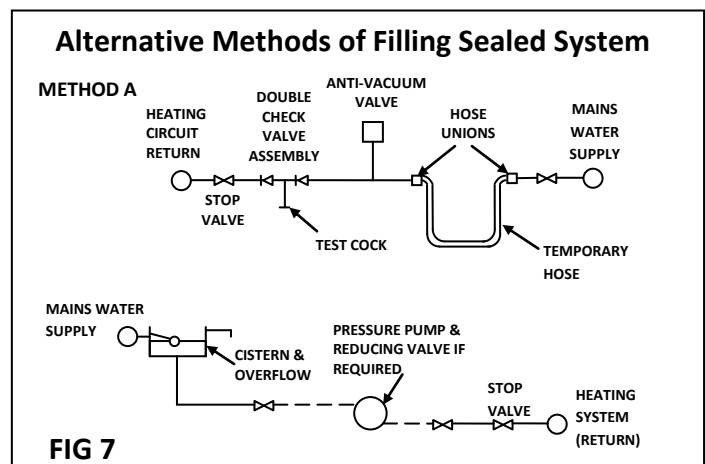 Alternative Methods of Filling Sealed System
METHOD A
HEATING
CIRCUIT
RETURN
DOUBLE
CHECK
VALVE
ASSEMBLY
ANTI-VACUUM
VALVE
HOSE
UNIONS
MAINS
WATER
SUPPLY
STOP
VALVE
TEST COCK
TEMPORARY
HOSE
MAINS WATER
SUPPLY
CISTERN &
OVERFLOW
PRESSURE PUMP &
REDUCING VALVE IF
REQUIRED
STOP
VALVE
HEATING
SYSTEM
(RETURN)
FIG 7